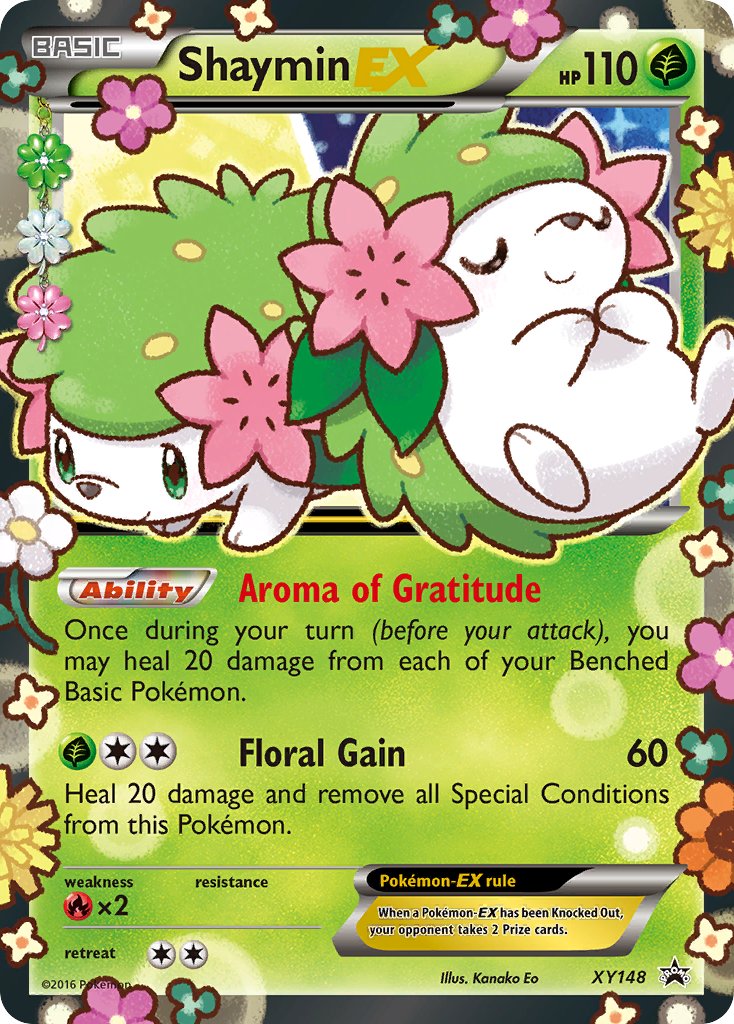 BASIC
Shaymin EX
HP 110
Ability Aroma of Gratitude
Once during your turn (before your attack), you
may heal 20 damage from each of your Benched
Basic Pokémon.
Floral Gain 60
Heal 20 damage and remove all Special Conditions
from this Pokémon.
weakness resistance
×2
Pokémon-EX rule
When a Pokémon-EX has been Knocked Out,
your opponent takes 2 Prize cards.
retreat
©2016 Pokémon
Illus. Kanako Eo
XY148
PROMO